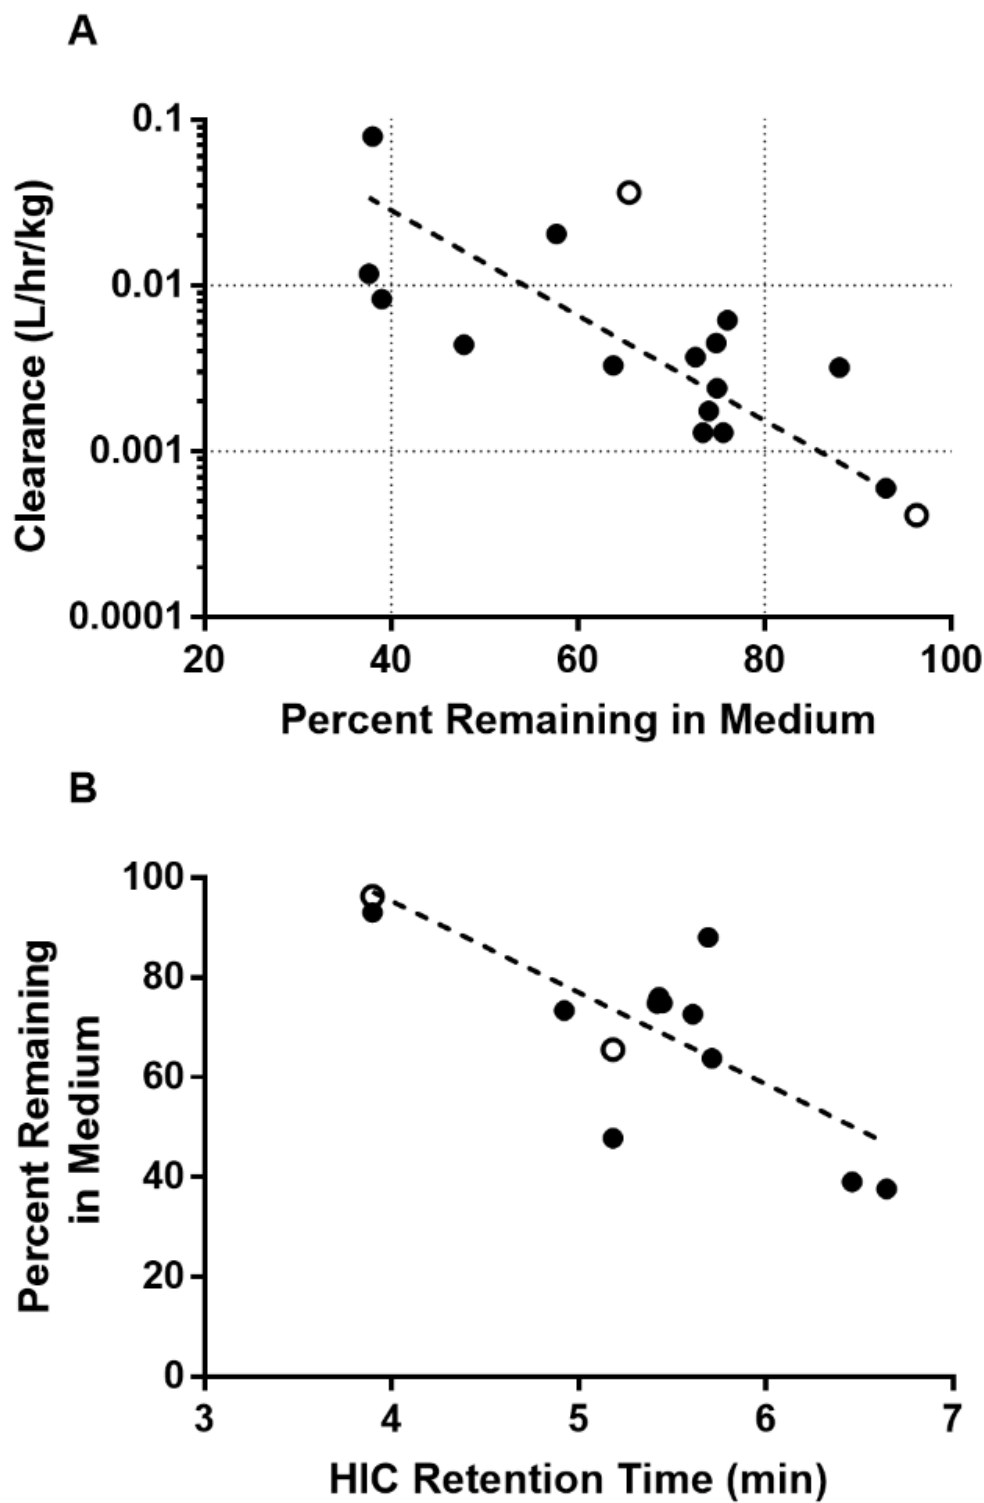 A
Clearance (L/hr/kg)
0.1
0.01
0.001
0.0001
20 40 60 80 100
Percent Remaining in Medium
B
Percent Remaining
in Medium
100
80
60
40
20
0
3 4 5 6 7
HIC Retention Time (min)